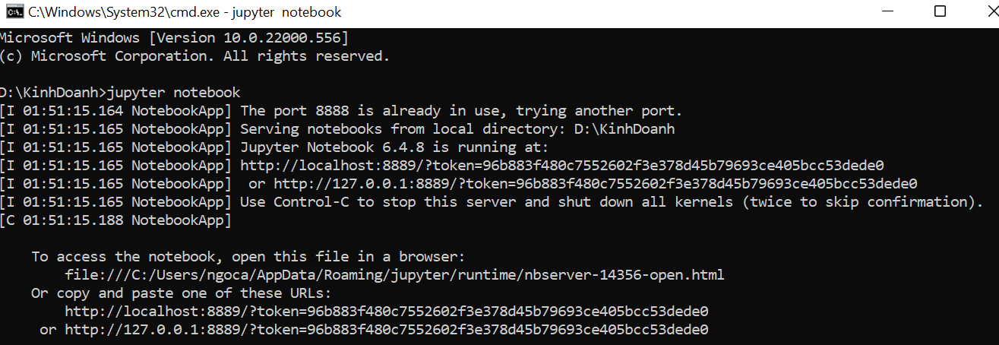 C:\Windows\System32\cmd.exe - jupyter  notebook
Microsoft Windows [Version 10.0.22000.556]
(c) Microsoft Corporation. All rights reserved.
D:\KinhDoanh>jupyter notebook
[I 01:51:15.164 NotebookApp] The port 8888 is already in use, trying another port.
[I 01:51:15.165 NotebookApp] Serving notebooks from local directory: D:\KinhDoanh
[I 01:51:15.165 NotebookApp] Jupyter Notebook 6.4.8 is running at:
[I 01:51:15.165 NotebookApp] http://localhost:8889/?token=96b883f480c7552602f3e378d45b79693ce405bcc53dede0
[I 01:51:15.165 NotebookApp]  or http://127.0.0.1:8889/?token=96b883f480c7552602f3e378d45b79693ce405bcc53dede0
[I 01:51:15.165 NotebookApp] Use Control-C to stop this server and shut down all kernels (twice to skip confirmation).
[C 01:51:15.188 NotebookApp]
To access the notebook, open this file in a browser:
file:///C:/Users/ngoca/AppData/Roaming/jupyter/runtime/nbserver-14356-open.html
Or copy and paste one of these URLs:
http://localhost:8889/?token=96b883f480c7552602f3e378d45b79693ce405bcc53dede0
or http://127.0.0.1:8889/?token=96b883f480c7552602f3e378d45b79693ce405bcc53dede0